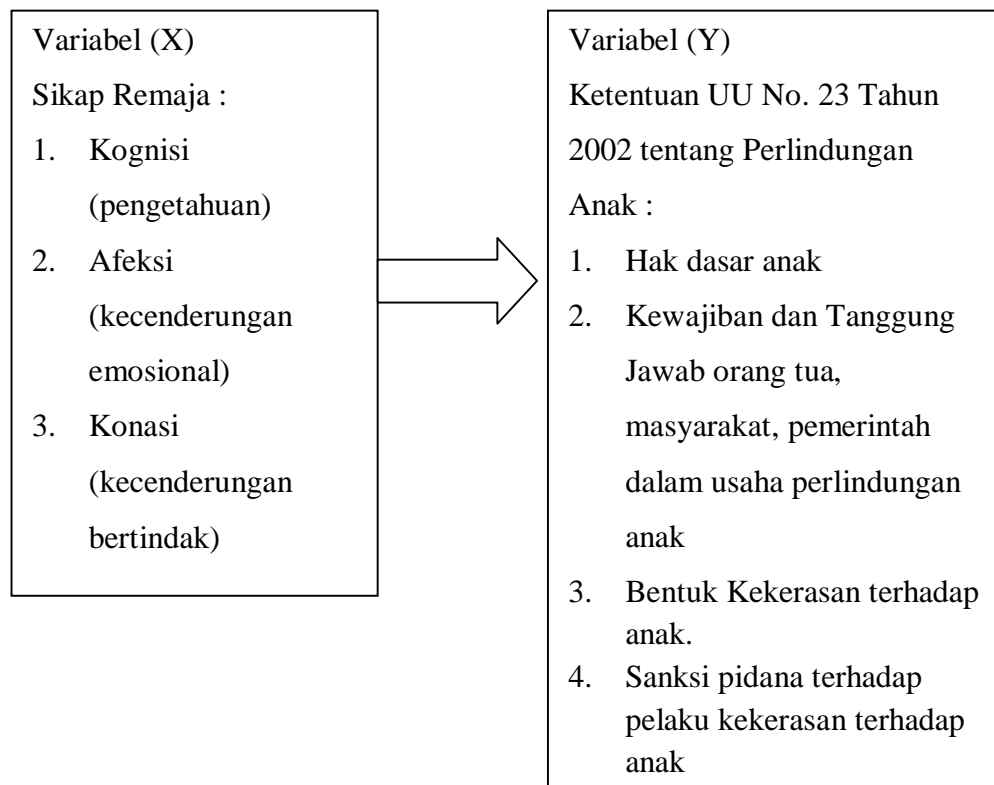 Variabel (X)
Sikap Remaja :
1. Kognisi
(pengetahuan)
2. Afeksi
(kecenderungan
emosional)
3. Konasi
(kecenderungan
bertindak)
Variabel (Y)
Ketentuan UU No. 23 Tahun
2002 tentang Perlindungan
Anak :
1. Hak dasar anak
2. Kewajiban dan Tanggung
Jawab orang tua,
masyarakat, pemerintah
dalam usaha perlindungan
anak
3. Bentuk Kekerasan terhadap
anak.
4. Sanksi pidana terhadap
pelaku kekerasan terhadap
anak